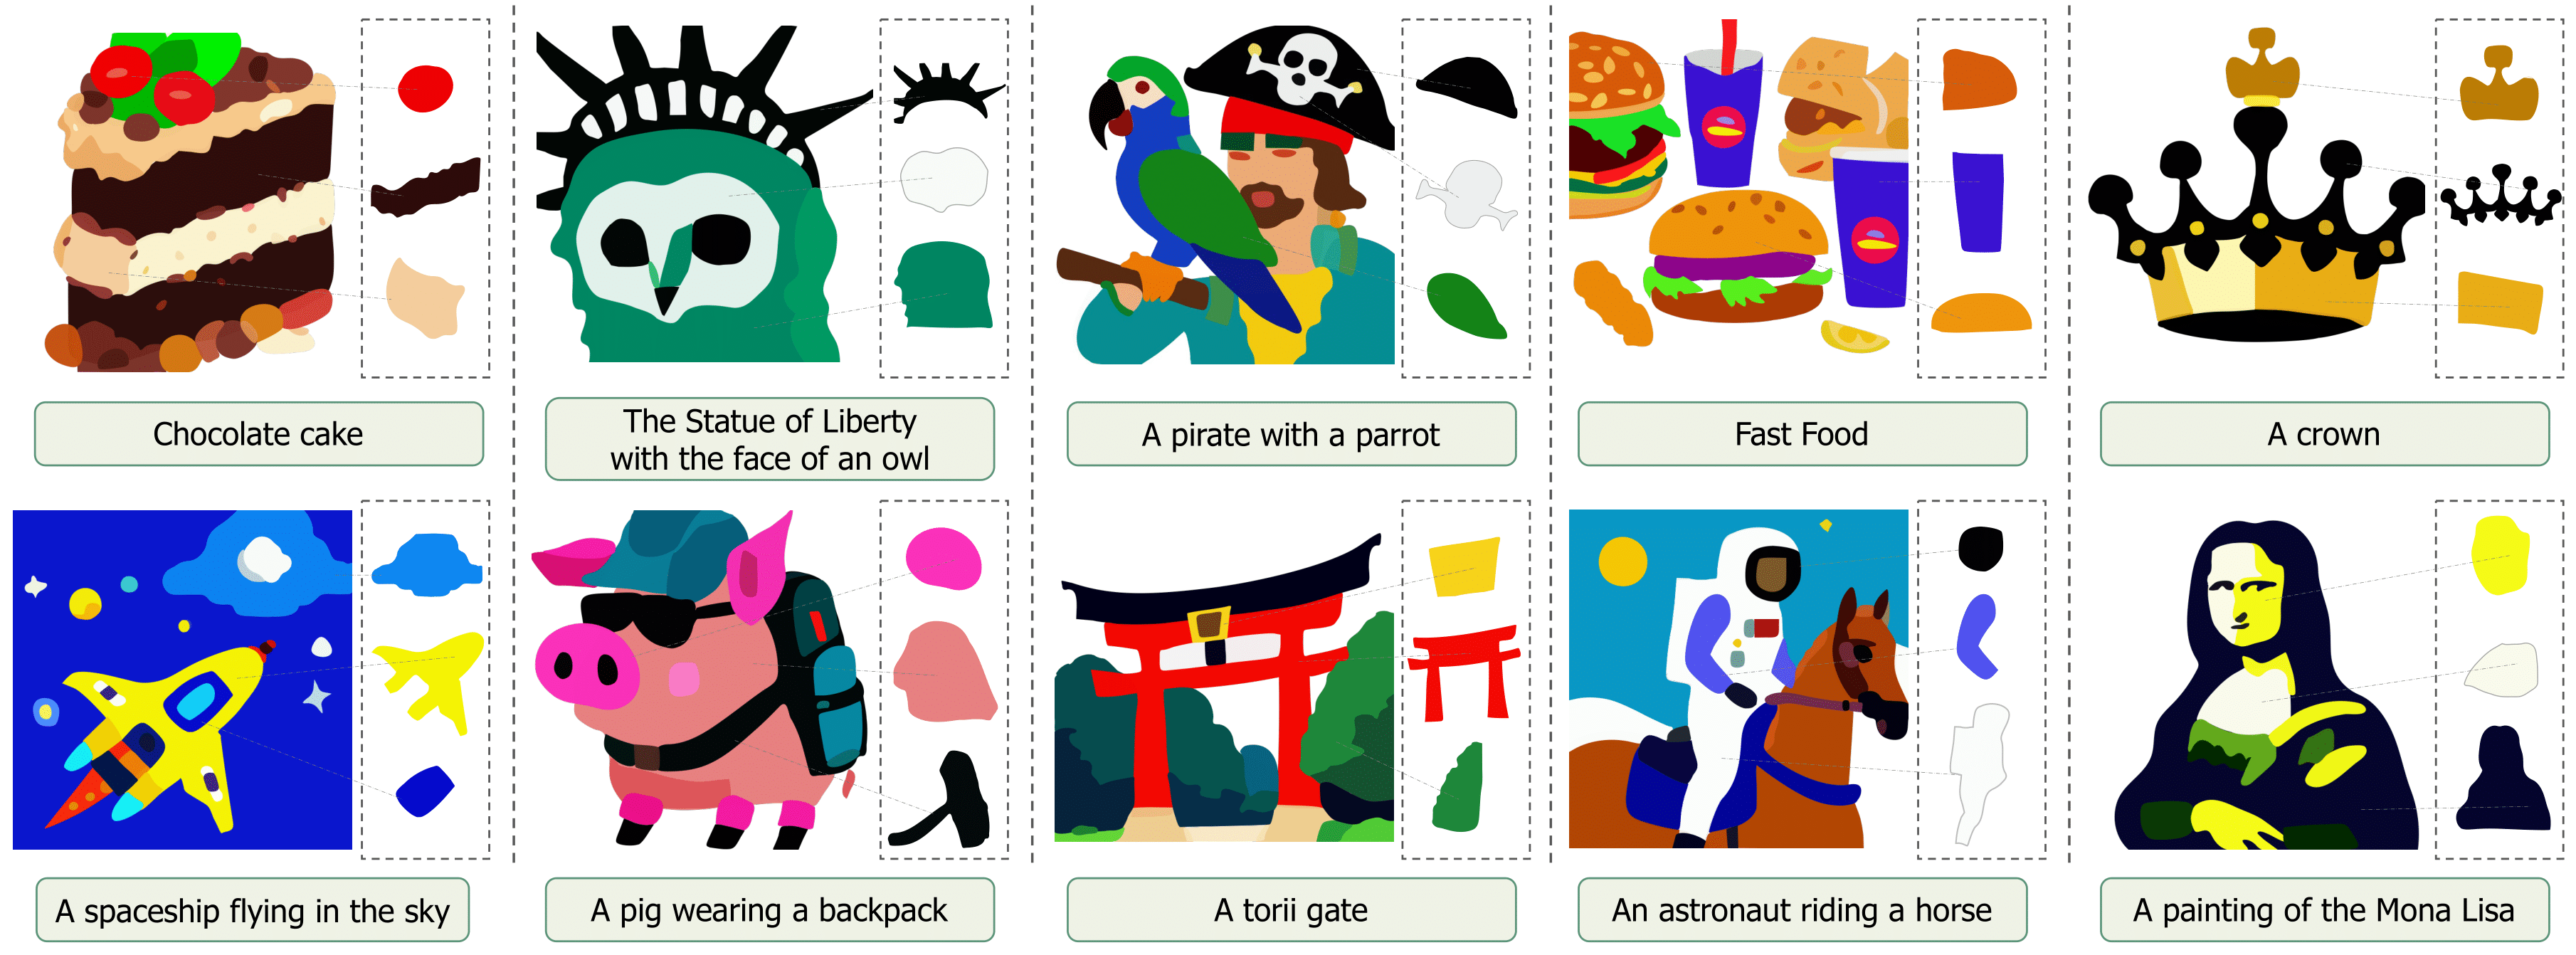 Chocolate cake
The Statue of Liberty
with the face of an owl
A pirate with a parrot
Fast Food
A crown
A spaceship flying in the sky
A pig wearing a backpack
A torii gate
An astronaut riding a horse
A painting of the Mona Lisa